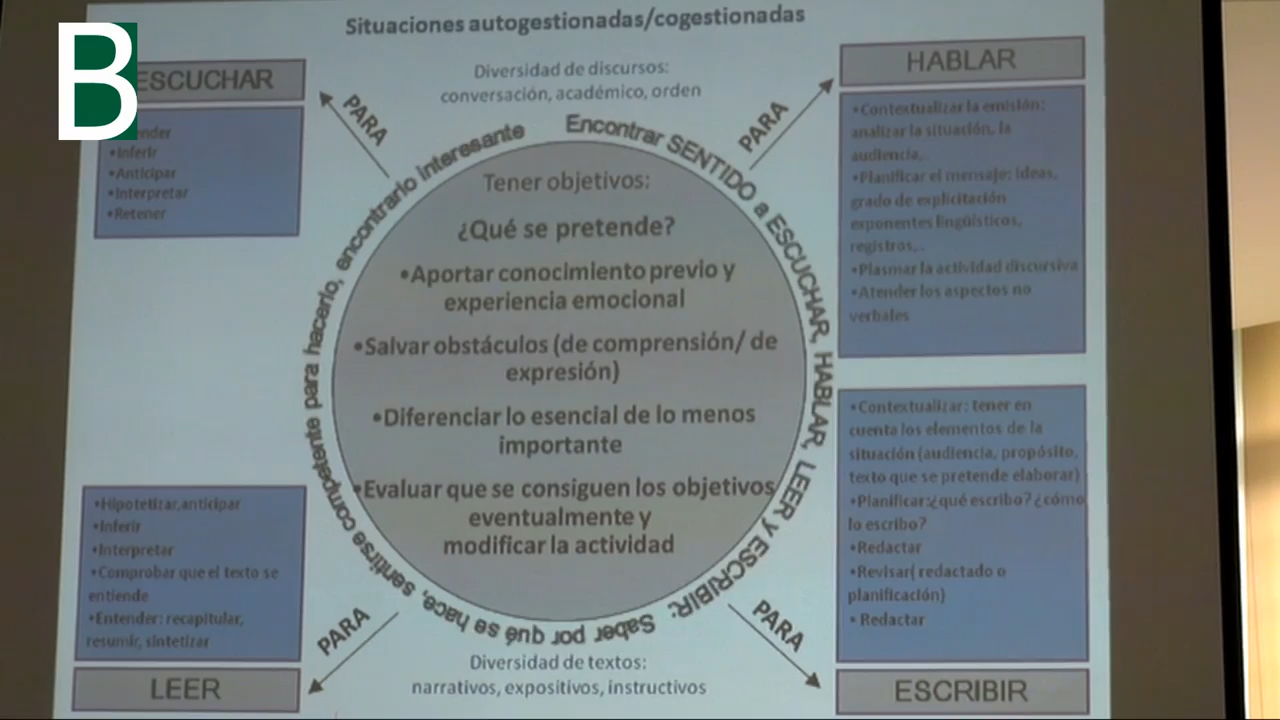 B
Situaciones autogestionadas/cogestionadas
Diversidad de discursos:
conversación, académico, orden
ESCUCHAR
•Inferir
•Anticipar
•Interpretar
•Retener
PARA
HABLAR
•Contextualizar la emisión:
analizar la situación, la
audiencia,..
•Planificar el mensaje: ideas,
grado de explicitación
exponentes lingüísticos,
registros,..
•Plasmar la actividad discursiva
•Atender los aspectos no
verbales
PARA
Encontrar SENTIDO a ESCUCHAR, HABLAR, LEER y ESCRIBIR:
Saber por qué se hace, sentirse competente para hacerlo, encontrarlo interesante
Tener objetivos:
¿Qué se pretende?
•Aportar conocimiento previo y
experiencia emocional
•Salvar obstáculos (de comprensión/ de
expresión)
•Diferenciar lo esencial de lo menos
importante
•Evaluar que se consiguen los objetivos
eventualmente y
modificar la actividad
•Hipotetizar,anticipar
•Inferir
•Interpretar
•Comprobar que el texto se
entiende
•Entender: recapitular,
resumir, sintetizar
LEER
PARA
Diversidad de textos:
narrativos, expositivos, instructivos
PARA
•Contextualizar: tener en
cuenta los elementos de la
situación (audiencia, propósito,
texto que se pretende elaborar)
•Planificar:¿ qué escribo? ¿cómo
lo escribo?
•Redactar
•Revisar( redactado o
planificación)
• Redactar
ESCRIBIR